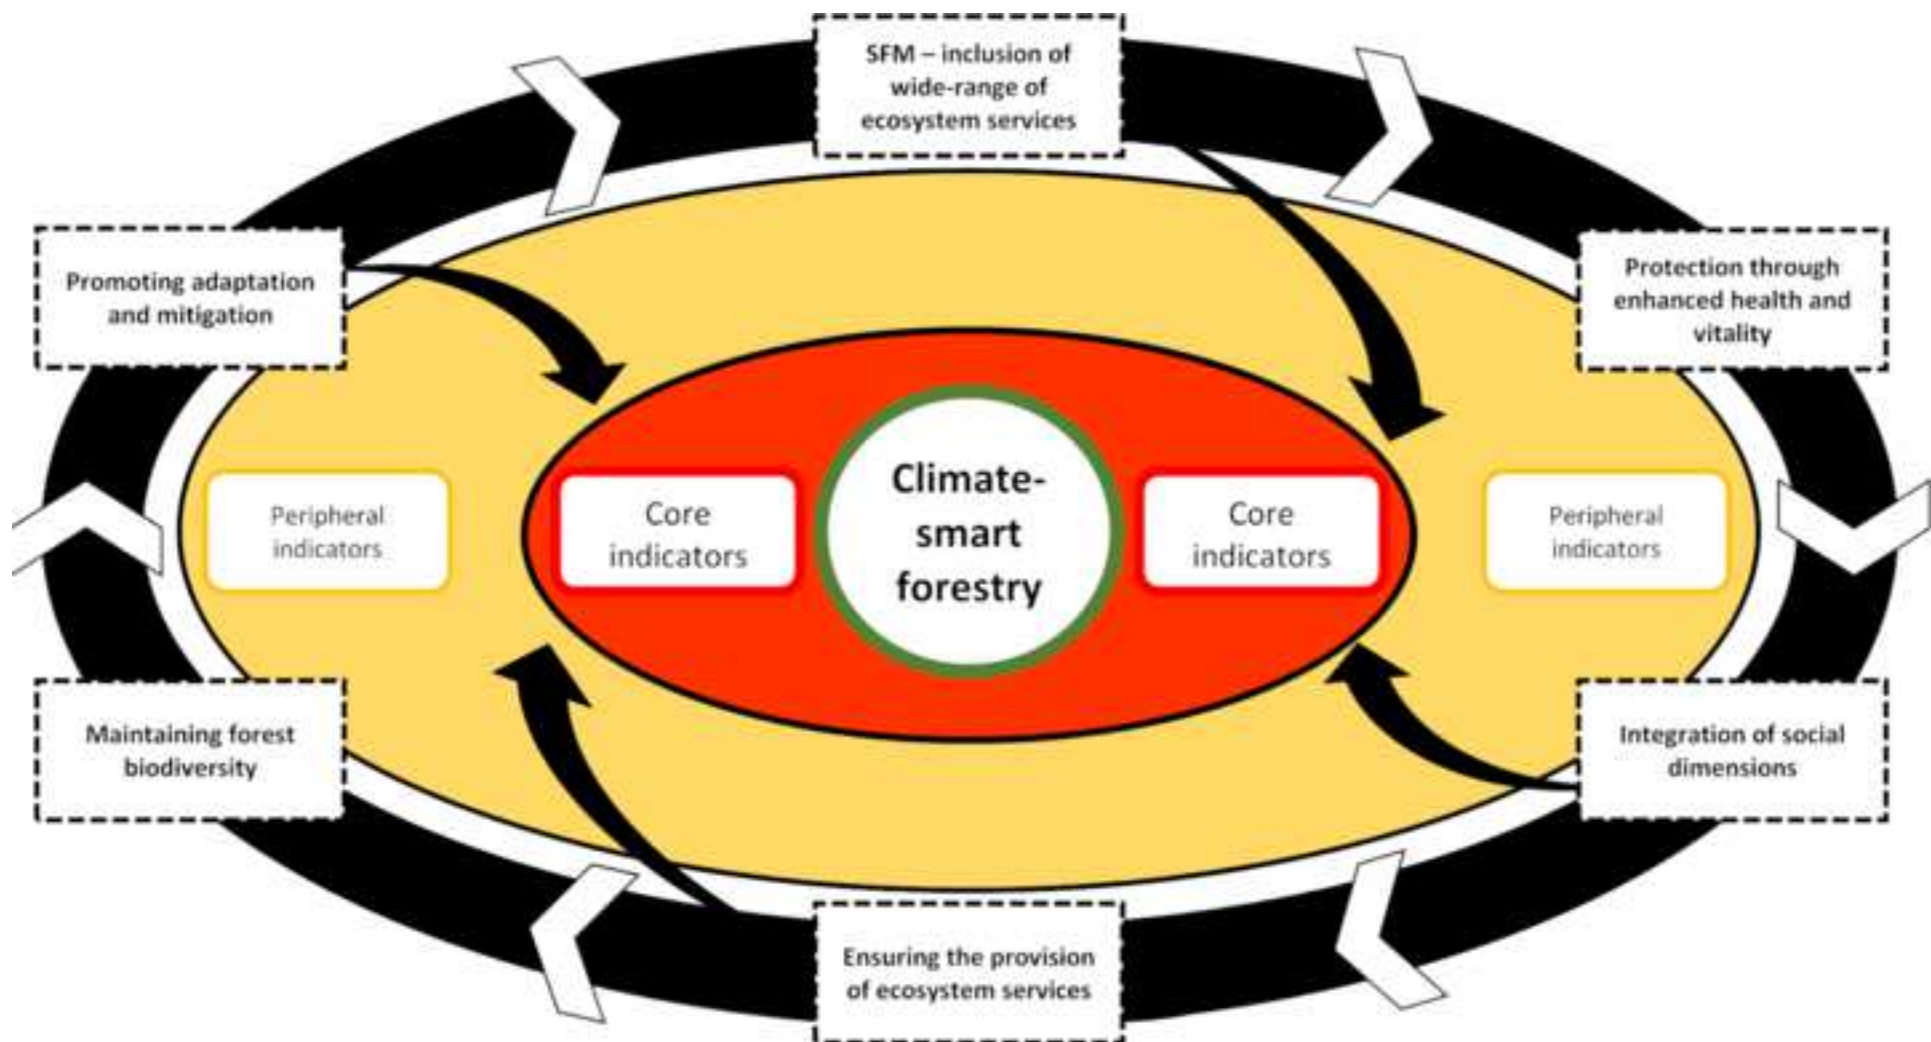 SFM – inclusion of
wide-range of
ecosystem services
Promoting adaptation
and mitigation
Protection through
enhanced health and
vitality
Peripheral
indicators
Core
indicators
Climate-
smart
forestry
Core
indicators
Peripheral
indicators
Maintaining forest
biodiversity
Integration of social
dimensions
Ensuring the provision
of ecosystem services